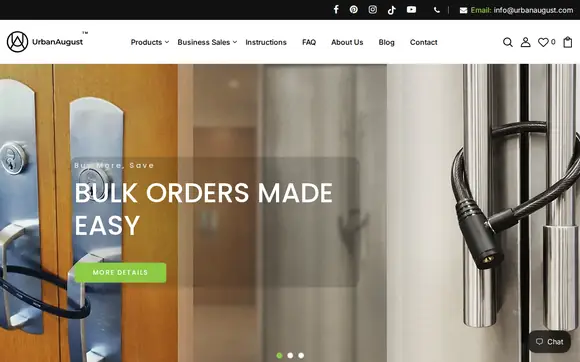 Email: info@urbanaugust.com
UrbanAugust™
Products Business Sales Instructions FAQ About Us Blog Contact
0
Buy More, Save
BULK ORDERS MADE
EASY
MORE DETAILS
Chat